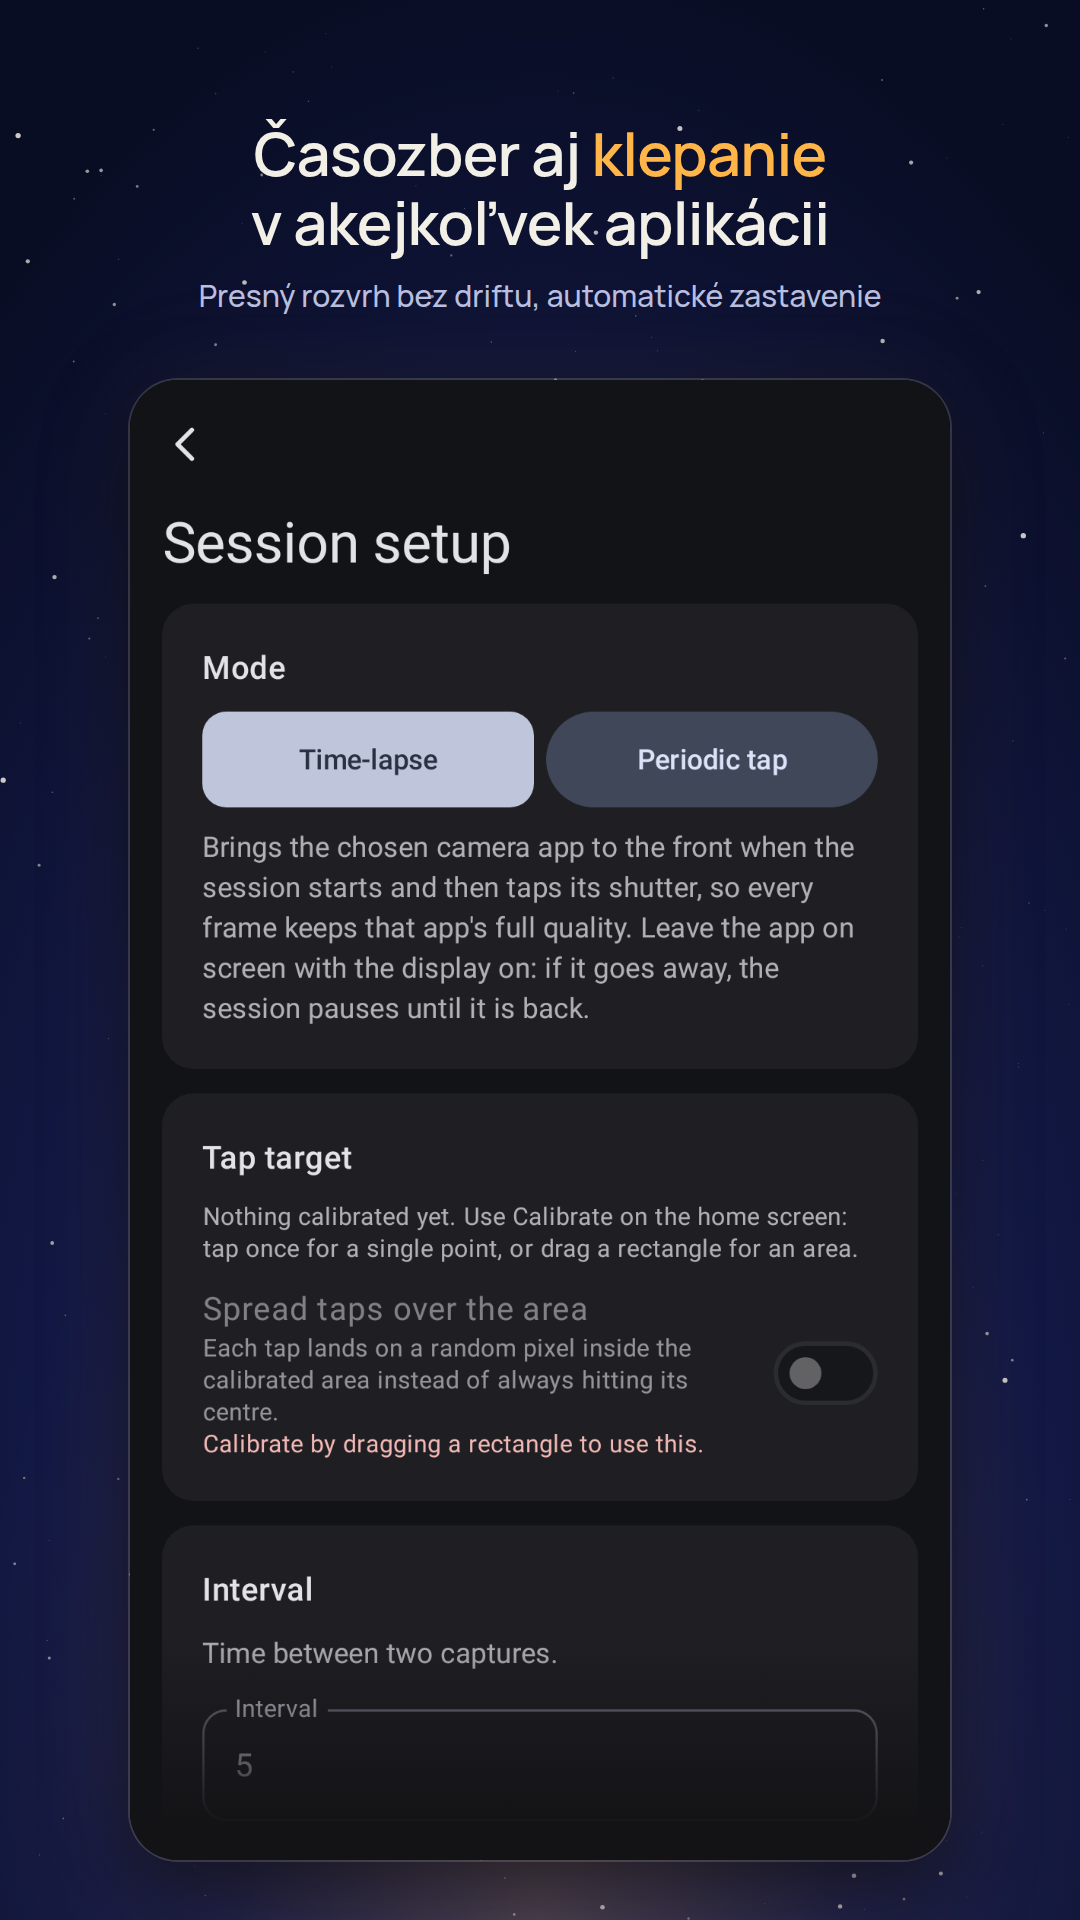 Časozber aj klepanie
v akejkoľvek aplikácii
Presný rozvrh bez driftu, automatické zastavenie
Session setup
Mode
Time-lapse
Periodic tap
Brings the chosen camera app to the front when the
session starts and then taps its shutter, so every
frame keeps that app's full quality. Leave the app on
screen with the display on: if it goes away, the
session pauses until it is back.
Tap target
Nothing calibrated yet. Use Calibrate on the home screen:
tap once for a single point, or drag a rectangle for an area.
Spread taps over the area
Each tap lands on a random pixel inside the
calibrated area instead of always hitting its
centre.
Calibrate by dragging a rectangle to use this.
Interval
Time between two captures.
Interval
5